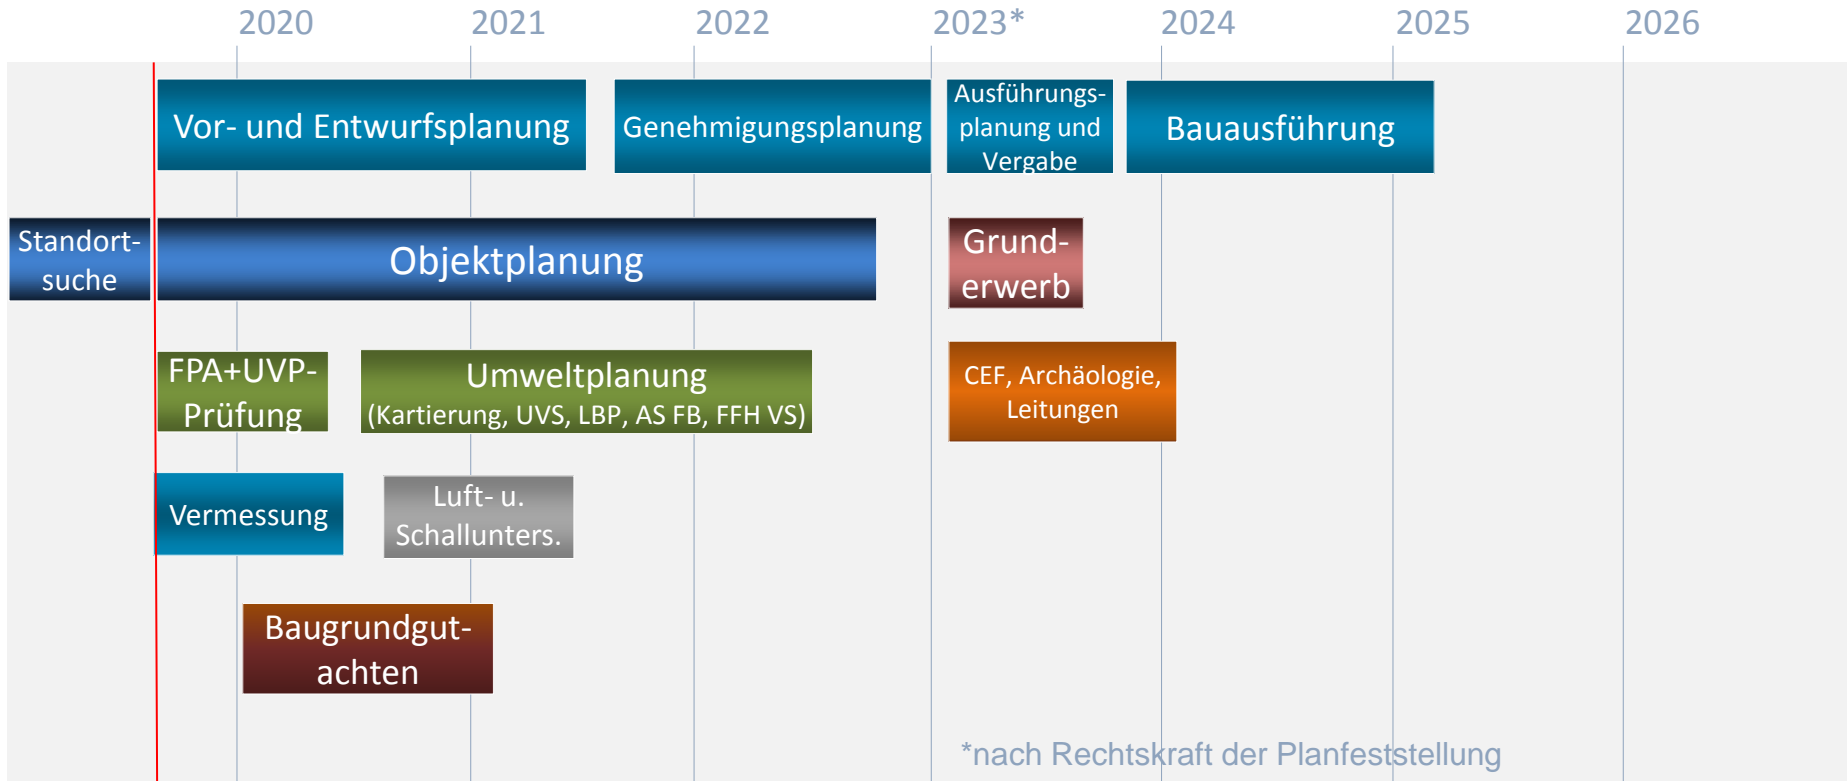 2020
2021
2022
2023*
2024
2025
2026
Vor- und Entwurfsplanung
Genehmigungsplanung
Ausführungs-
planung und
Vergabe
Bauausführung
Standort-
suche
Objektplanung
Grund-
erwerb
FPA+UVP-
Prüfung
Umweltplanung
(Kartierung, UVS, LBP, AS FB, FFH VS)
CEF, Archäologie,
Leitungen
Vermessung
Luft- u.
Schallunters.
Baugrundgut-
achten
*nach Rechtskraft der Planfeststellung